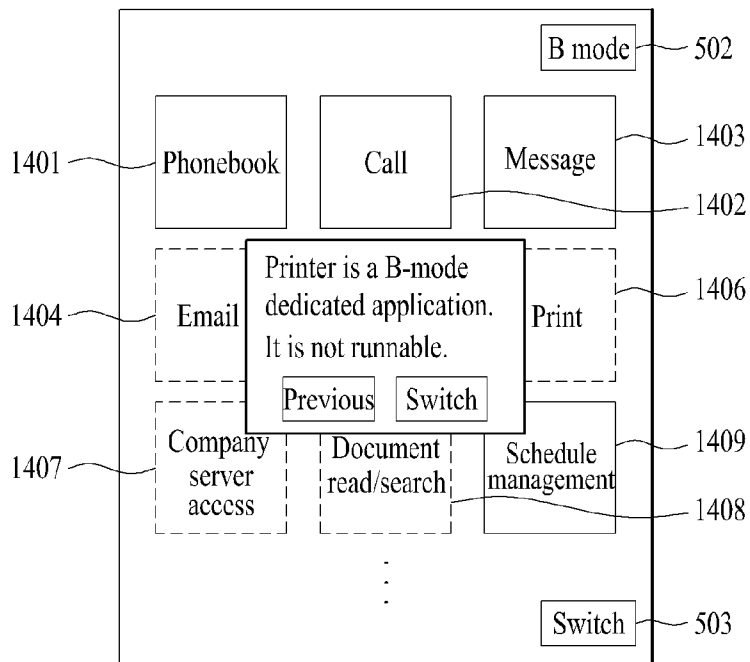 B mode
502
Phonebook
Call
Message
1401
1403
1402
Printer is a B-mode
dedicated application.
It is not runnable.
Previous
Switch
Email
Print
1404
1406
Company
server
access
Document
read/search
Schedule
management
1407
1409
1408
Switch
503